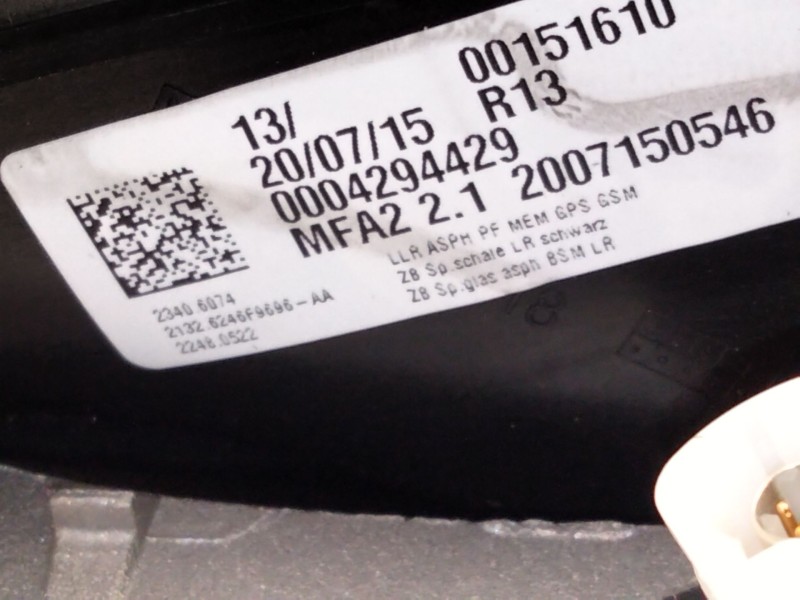 00151610
13/ R13
20/07/15
0004294429
MFA2 2.1 2007150546
LLR ASPH PF MEM GPS GSM
Z8 Sp.schale LR schwarz
Z8 Sp.glas asph BSM LR
2340 6074
2132.6246F9696-AA
2248.0522